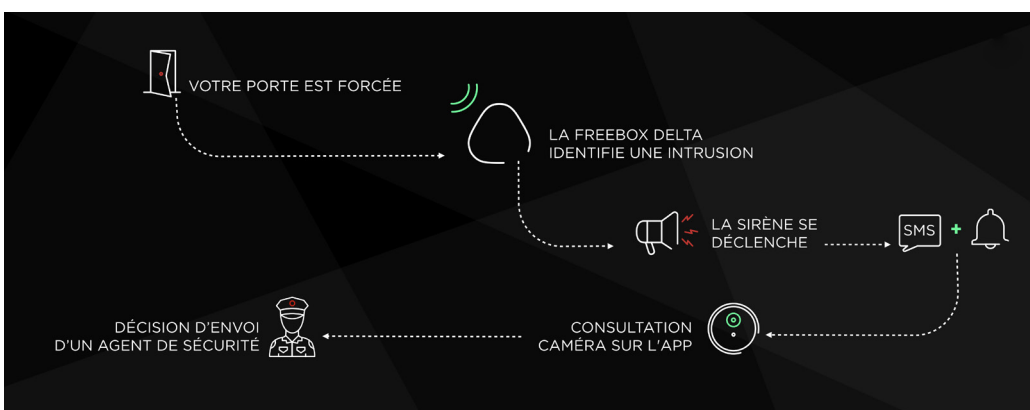 VOTRE PORTE EST FORCÉE
LA FREEBOX DELTA
IDENTIFIE UNE INTRUSION
LA SIRÈNE SE
DÉCLENCHE
SMS +
CONSULTATION
CAMÉRA SUR L'APP
DÉCISION D'ENVOI
D'UN AGENT DE SÉCURITÉ